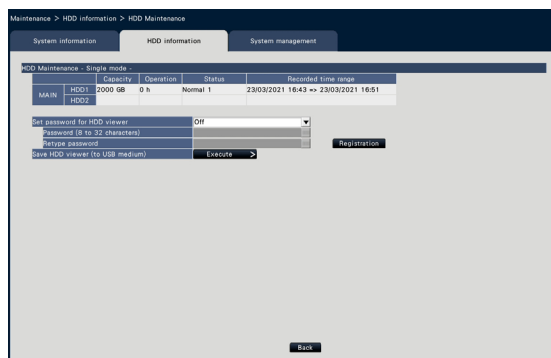 Maintenance > HDD information > HDD Maintenance
System information HDD information System management
HDD Maintenance - Single mode -
Capacity Operation Status Recorded time range
MAIN HDD1 2000 GB 0 h Normal 1 23/03/2021 16:43 => 23/03/2021 16:51
HDD2
Set password for HDD viewer Off
Password (8 to 32 characters)
Retype password Registration
Save HDD viewer (to USB medium) Execute >
Back